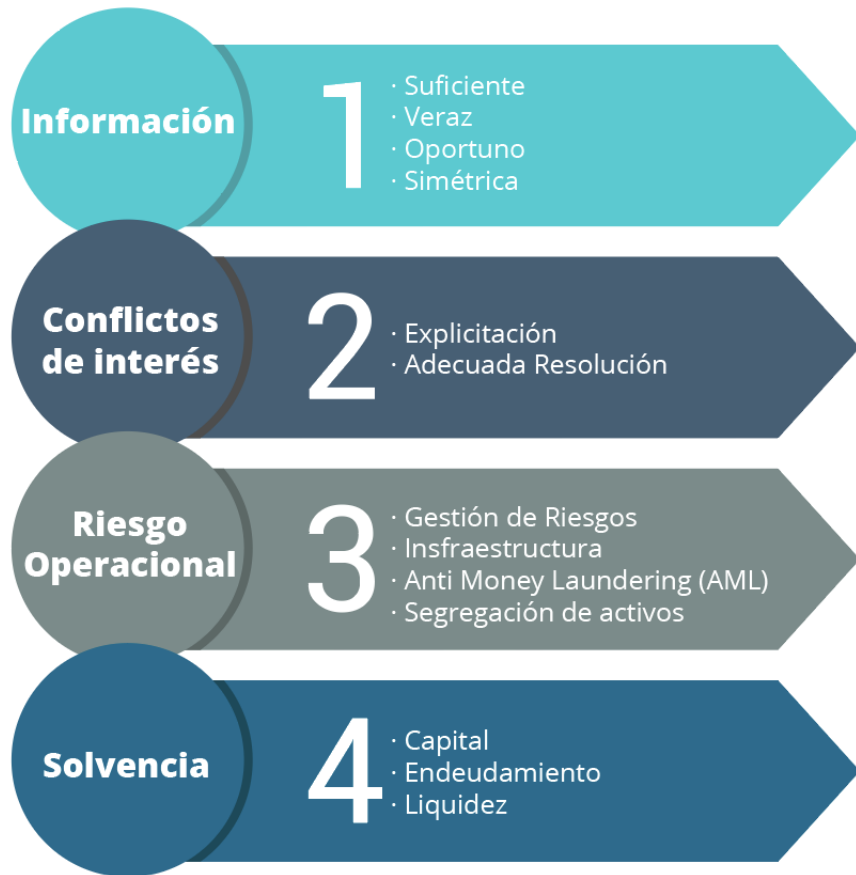 Información
1
· Suficiente
· Veraz
· Oportuno
· Simétrica
Conflictos
de interés
2
· Explicitación
· Adecuada Resolución
Riesgo
Operacional
3
· Gestión de Riesgos
· Insfraestructura
· Anti Money Laundering (AML)
· Segregación de activos
Solvencia
4
· Capital
· Endeudamiento
· Liquidez